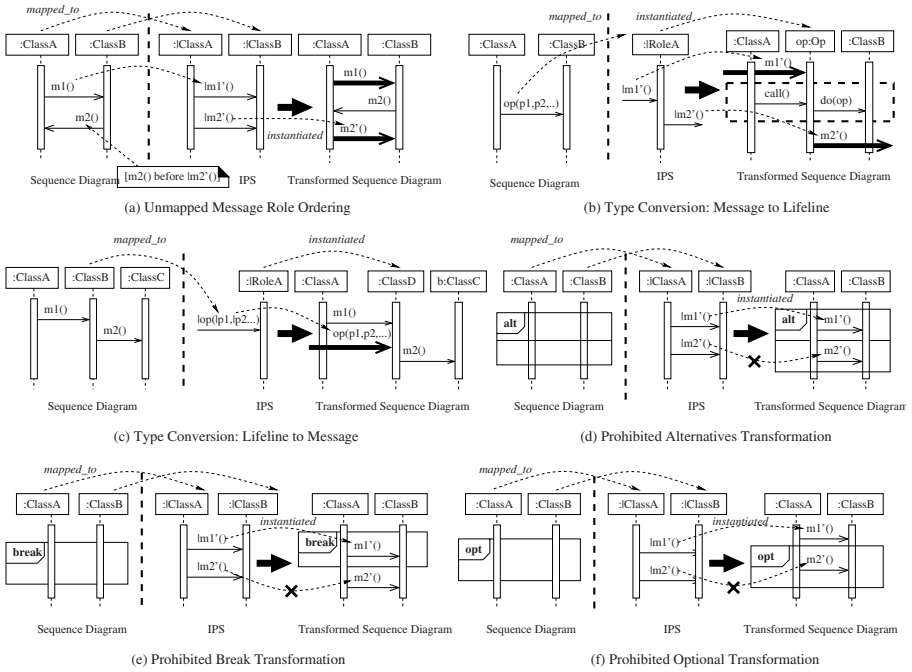 mapped_to
:ClassA :ClassB :|ClassA :|ClassB :ClassA :ClassB
m1() |m1'() m1()
m2() |m2'() m2()
instantiated m2'()
[m2() before |m2'()]
Sequence Diagram IPS Transformed Sequence Diagram
(a) Unmapped Message Role Ordering
mapped_to instantiated
:ClassA :ClassB :|RoleA :ClassA op:Op :ClassB
m1'()
op(p1,p2,..) |m1'() call() do(op)
|m2'() m2'()
Sequence Diagram IPS Transformed Sequence Diagram
(b) Type Conversion: Message to Lifeline
mapped_to instantiated
:ClassA :ClassB :ClassC :|RoleA :ClassA :ClassD b:ClassC
m1() |op(|p1,|p2...) m1()
m2() op(p1,p2,...)
m2()
Sequence Diagram IPS Transformed Sequence Diagram
(c) Type Conversion: Lifeline to Message
mapped_to
:ClassA :ClassB :|ClassA :|ClassB :ClassA :ClassB
instantiated
alt |m1'() alt m1'()
|m2'() m2'()
Sequence Diagram IPS Transformed Sequence Diagram
(d) Prohibited Alternatives Transformation
mapped_to
:ClassA :ClassB :|ClassA :|ClassB :ClassA :ClassB
instantiated
break |m1'() break m1'()
|m2'() m2'()
Sequence Diagram IPS Transformed Sequence Diagram
(e) Prohibited Break Transformation
mapped_to
:ClassA :ClassB :|ClassA :|ClassB :ClassA :ClassB
instantiated m1'()
opt |m1'() opt
|m2'() m2'()
Sequence Diagram IPS Transformed Sequence Diagram
(f) Prohibited Optional Transformation